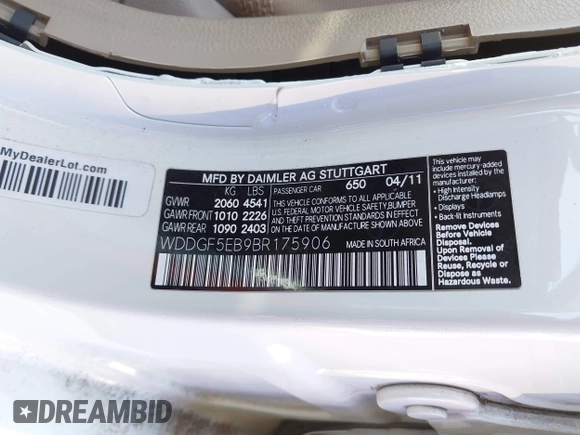 MyDealerLot.com
MFD BY DAIMLER AG STUTTGART
KG LBS PASSENGER CAR 650 04/11
GVWR 2060 4541
GAWR FRONT 1010 2226
GAWR REAR 1090 2403
THIS VEHICLE CONFORMS TO ALL APPLICABLE
U.S. FEDERAL MOTOR VEHICLE SAFETY,BUMPER
AND THEFT PREVENTION STANDARDS IN EFFECT
ON THE DATE OF MANUFACTURE SHOWN ABOVE.
WDDGF5EB9BR175906
MADE IN SOUTH AFRICA
This vehicle may
include mercury-added
devices installed by the
manufacturer:
• High Intensity
Discharge Headlamps
• Displays
• Back-lit Instruments
Remove Devices
Before Vehicle
Disposal.
Upon Removal of
Devices Please
Reuse, Recycle or
Dispose as
Hazardous Waste.
DREAMBID